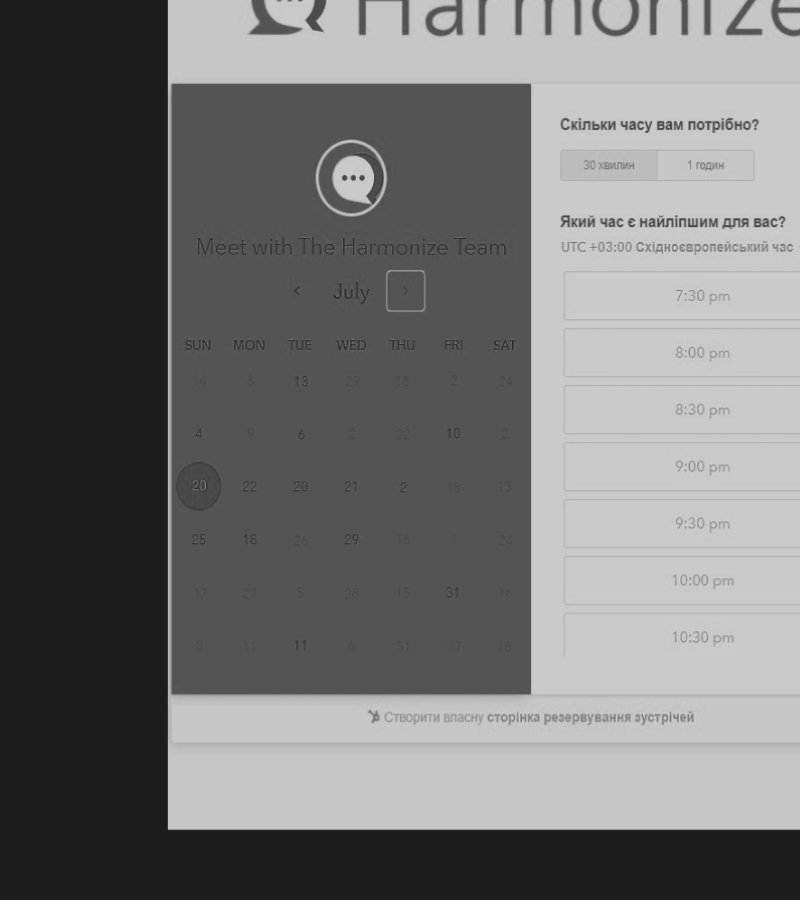 Harmonize
Meet with The Harmonize Team
July
SUN MON TUE WED THU FRI SAT
14 13 29 18 2 24
4 9 6 2 22 10 2
20 22 20 21 2 18 13
25 18 26 29 16 24
17 27 5 28 15 31 16
8 11 11 6 31 17 18
Скільки часу вам потрібно?
30 хвилин 1 годин
Який час є найліпшим для вас?
UTC +03:00 Східноєвропейський час
7:30 pm
8:00 pm
8:30 pm
9:00 pm
9:30 pm
10:00 pm
10:30 pm
Створити власну сторінка резервування зустрічей